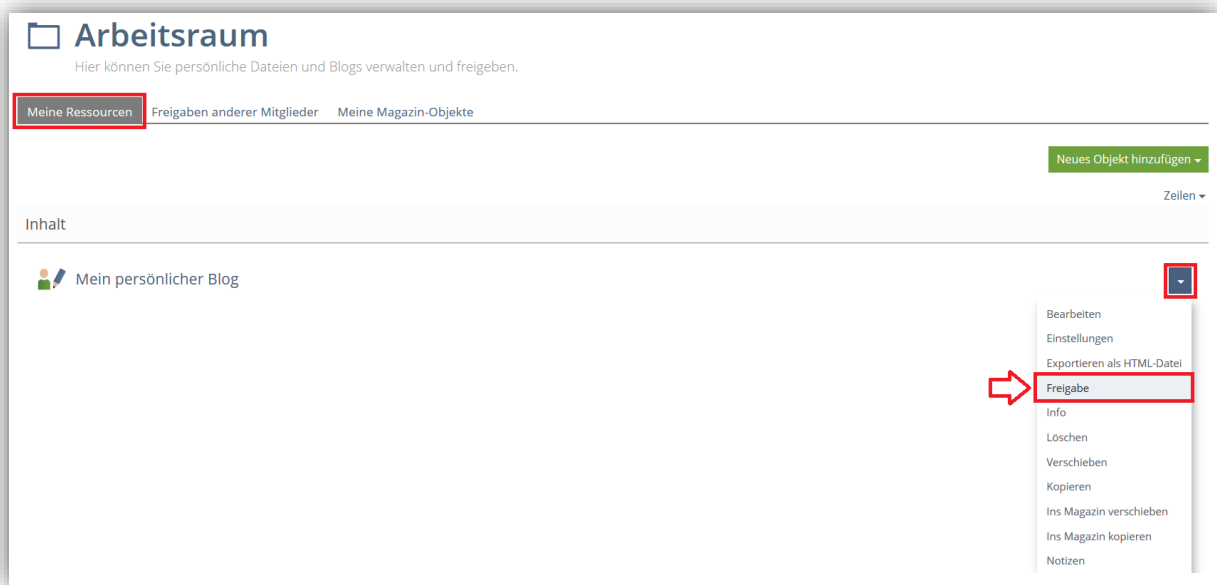 Arbeitsraum
Hier können Sie persönliche Dateien und Blogs verwalten und freigeben.
Meine Ressourcen Freigaben anderer Mitglieder Meine Magazin-Objekte
Neues Objekt hinzufügen
Zeilen
Inhalt
Mein persönlicher Blog
Bearbeiten
Einstellungen
Exportieren als HTML-Datei
Freigabe
Info
Löschen
Verschieben
Kopieren
Ins Magazin verschieben
Ins Magazin kopieren
Notizen